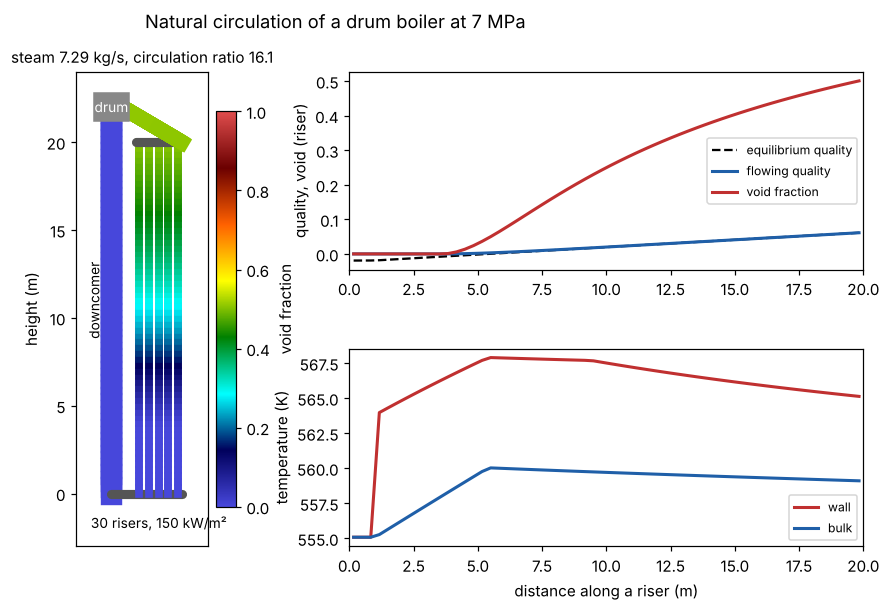 Natural circulation of a drum boiler at 7 MPa
steam 7.29 kg/s, circulation ratio 16.1
drum
downcomer
30 risers, 150 kW/m²
height (m)
0
5
10
15
20
void fraction
0.0
0.2
0.4
0.6
0.8
1.0
quality, void (riser)
0.5
0.4
0.3
0.2
0.1
0.0
equilibrium quality
flowing quality
void fraction
0.0 2.5 5.0 7.5 10.0 12.5 15.0 17.5 20.0
temperature (K)
567.5
565.0
562.5
560.0
557.5
555.0
wall
bulk
0.0 2.5 5.0 7.5 10.0 12.5 15.0 17.5 20.0
distance along a riser (m)